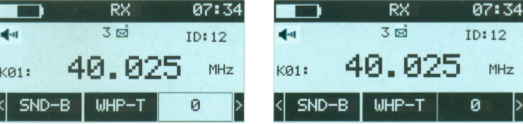 RX 07:34
3 ID:12
K01: 40.025 MHz
< SND-B WHP-T 0 >
RX 07:34
3 ID:12
K01: 40.025 MHz
< SND-B WHP-T 0 >